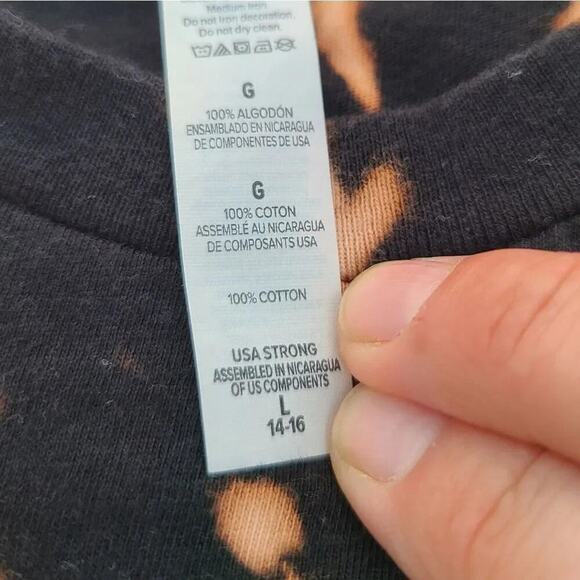 Medium iron.
Do not iron decoration.
Do not dry clean.
G
100% ALGODÓN
ENSAMBLADO EN NICARAGUA
DE COMPONENTES DE USA
G
100% COTON
ASSEMBLÉ AU NICARAGUA
DE COMPOSANTS USA
100% COTTON
USA STRONG
ASSEMBLED IN NICARAGUA
OF US COMPONENTS
L
14-16